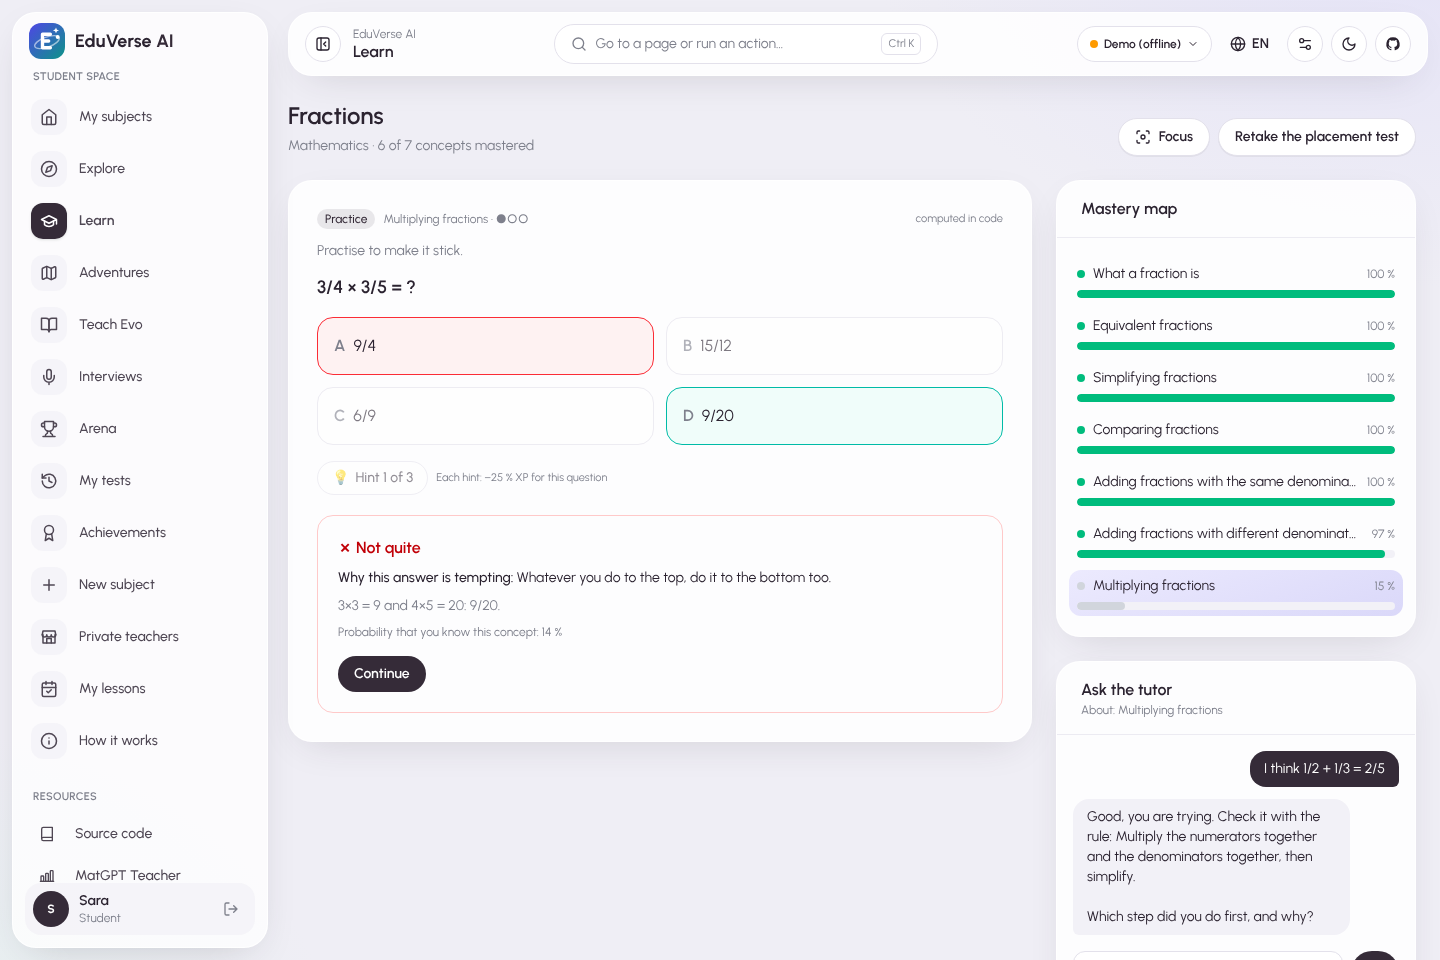 EduVerse AI
STUDENT SPACE
My subjects
Explore
Learn
Adventures
Teach Evo
Interviews
Arena
My tests
Achievements
New subject
Private teachers
My lessons
How it works
RESOURCES
Source code
MatGPT Teacher
S
Sara
Student
EduVerse AI
Learn
Go to a page or run an action...
Ctrl K
Demo (offline)
EN
Fractions
Mathematics · 6 of 7 concepts mastered
Focus
Retake the placement test
Practice
Multiplying fractions · ●○○
computed in code
Practise to make it stick.
3/4 × 3/5 = ?
A 9/4
B 15/12
C 6/9
D 9/20
💡 Hint 1 of 3
Each hint: −25 % XP for this question
× Not quite
Why this answer is tempting: Whatever you do to the top, do it to the bottom too.
3×3 = 9 and 4×5 = 20: 9/20.
Probability that you know this concept: 14 %
Continue
Mastery map
What a fraction is 100 %
Equivalent fractions 100 %
Simplifying fractions 100 %
Comparing fractions 100 %
Adding fractions with the same denomina... 100 %
Adding fractions with different denominat... 97 %
Multiplying fractions 15 %
Ask the tutor
About: Multiplying fractions
I think 1/2 + 1/3 = 2/5
Good, you are trying. Check it with the
rule: Multiply the numerators together
and the denominators together, then
simplify.
Which step did you do first, and why?